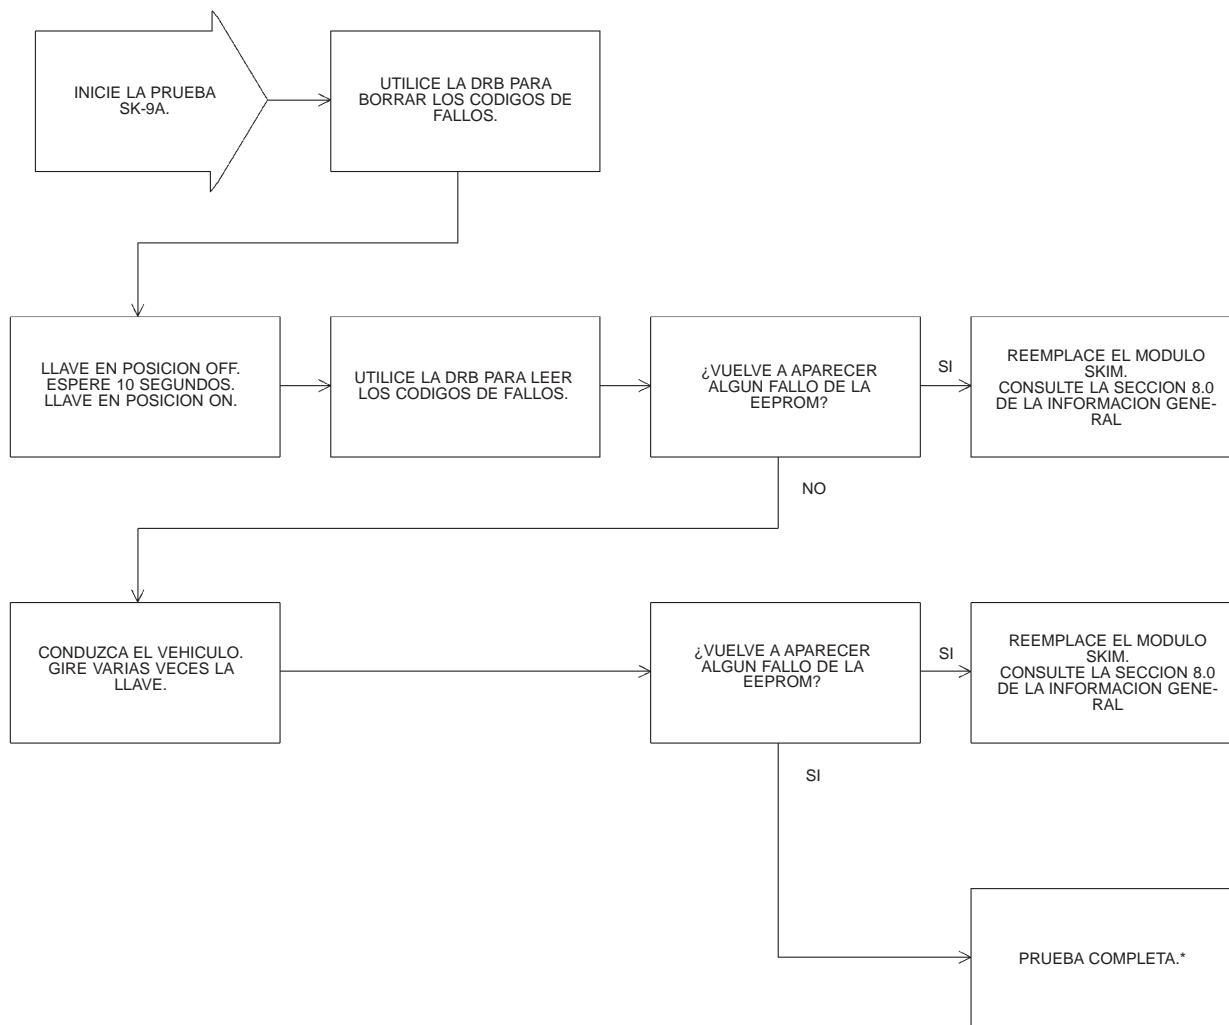 INICIE LA PRUEBA
SK-9A.
UTILICE LA DRB PARA
BORRAR LOS CODIGOS DE
FALLOS.
LLAVE EN POSICION OFF.
ESPERE 10 SEGUNDOS.
LLAVE EN POSICION ON.
UTILICE LA DRB PARA LEER
LOS CODIGOS DE FALLOS.
¿VUELVE A APARECER
ALGUN FALLO DE LA
EEPROM?
SI
REEMPLACE EL MODULO
SKIM.
CONSULTE LA SECCION 8.0
DE LA INFORMACION GENE-
RAL
NO
CONDUZCA EL VEHICULO.
GIRE VARIAS VECES LA
LLAVE.
¿VUELVE A APARECER
ALGUN FALLO DE LA
EEPROM?
SI
REEMPLACE EL MODULO
SKIM.
CONSULTE LA SECCION 8.0
DE LA INFORMACION GENE-
RAL
SI
PRUEBA COMPLETA.*